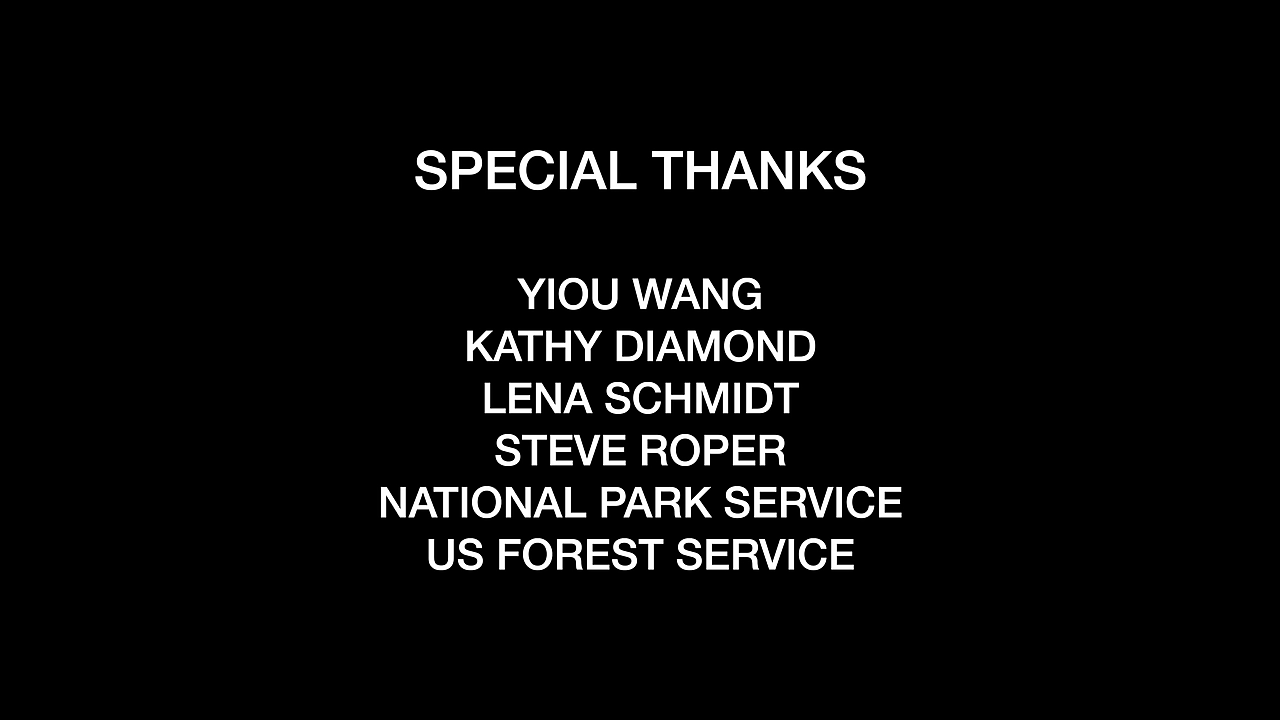 SPECIAL THANKS
YIOU WANG
KATHY DIAMOND
LENA SCHMIDT
STEVE ROPER
NATIONAL PARK SERVICE
US FOREST SERVICE